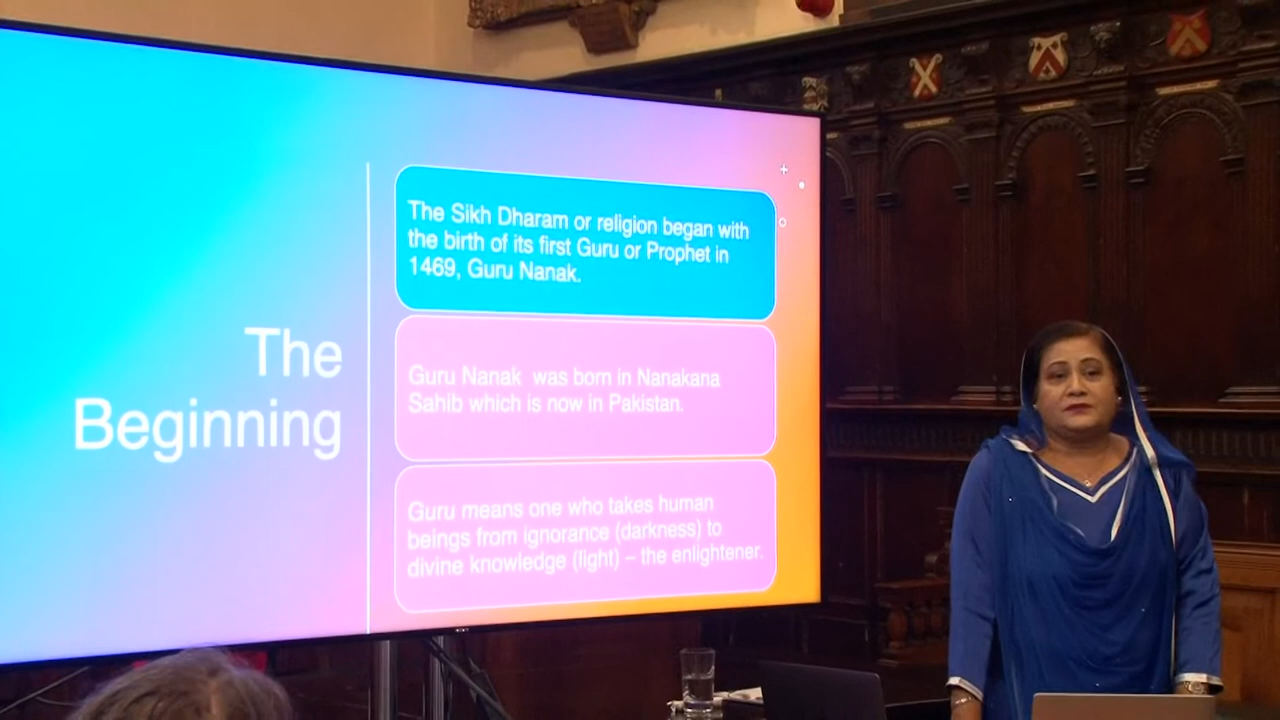 The
Beginning
The Sikh Dharam or religion began with
the birth of its first Guru or Prophet in
1469, Guru Nanak.
Guru Nanak was born in Nanakana
Sahib which is now in Pakistan.
Guru means one who takes human
beings from ignorance (darkness) to
divine knowledge (light) – the enlightener.